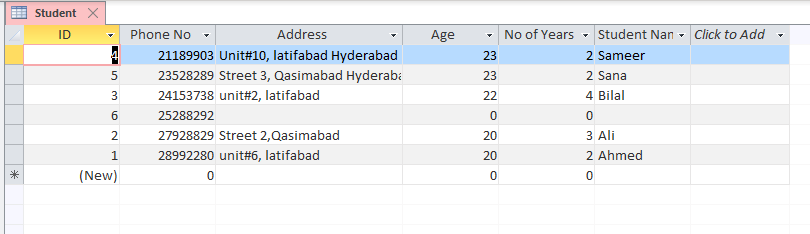 Student
ID Phone No Address Age No of Years Student Nam Click to Add
4 21189903 Unit#10, latifabad Hyderabad 23 2 Sameer
5 23528289 Street 3, Qasimabad Hyderaba 23 2 Sana
3 24153738 unit#2, latifabad 22 4 Bilal
6 25288292 0 0
2 27928829 Street 2,Qasimabad 20 3 Ali
1 28992280 unit#6, latifabad 20 2 Ahmed
(New) 0 0 0